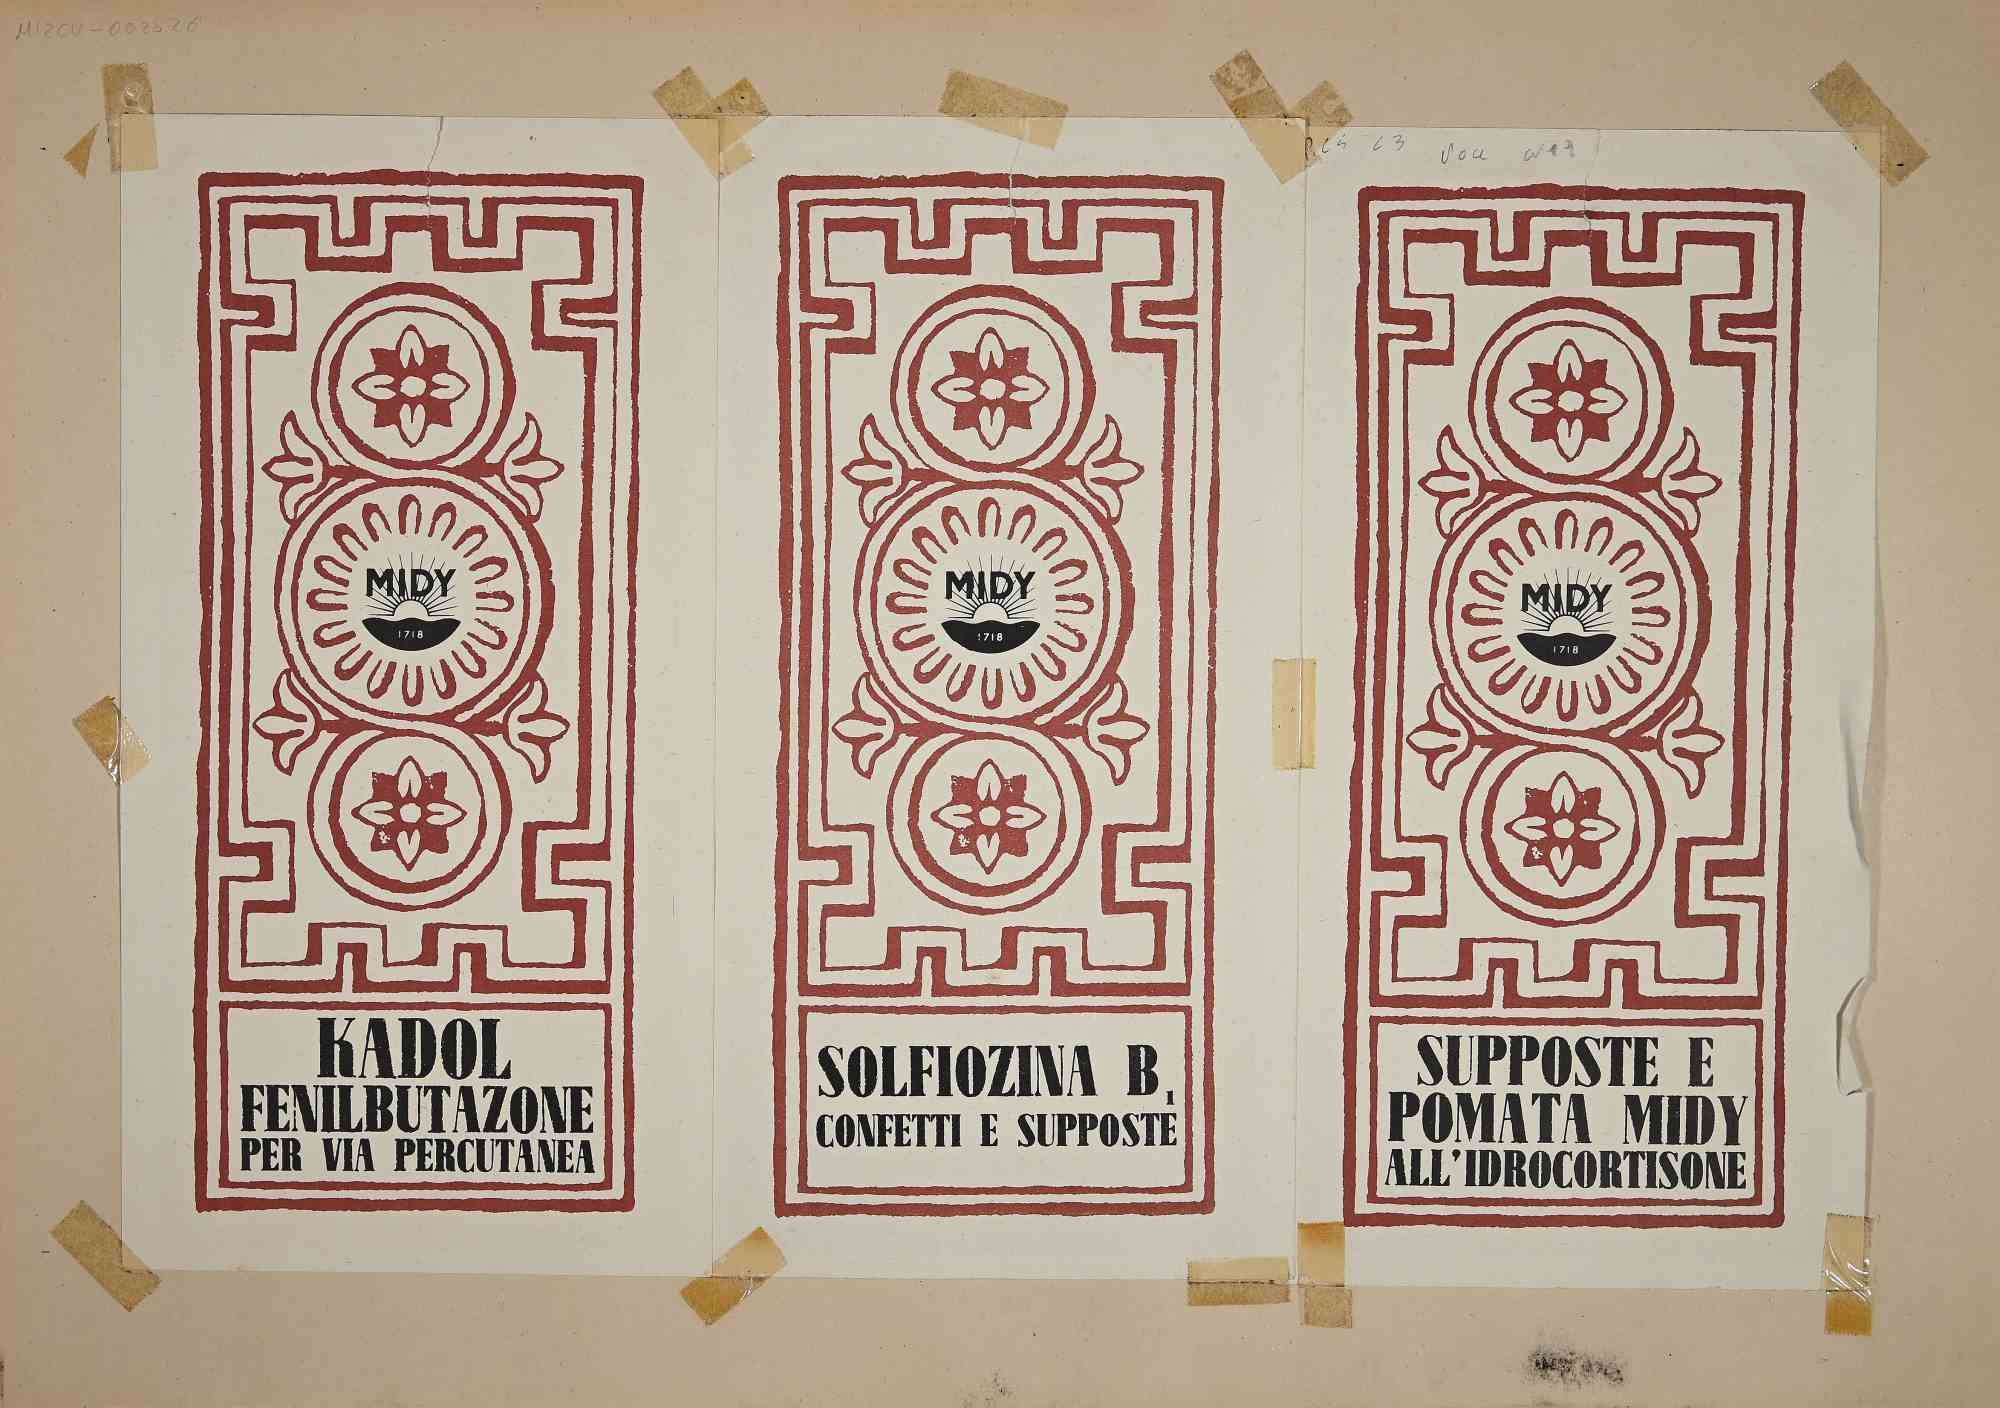 MIDY
1718
KADOL
FENILBUTAZONE
PER VIA PERCUTANEA
MIDY
1718
SOLFIOZINA B1
CONFETTI E SUPPOSTE
MIDY
1718
SUPPOSTE E
POMATA MIDY
ALL'IDROCORTISONE